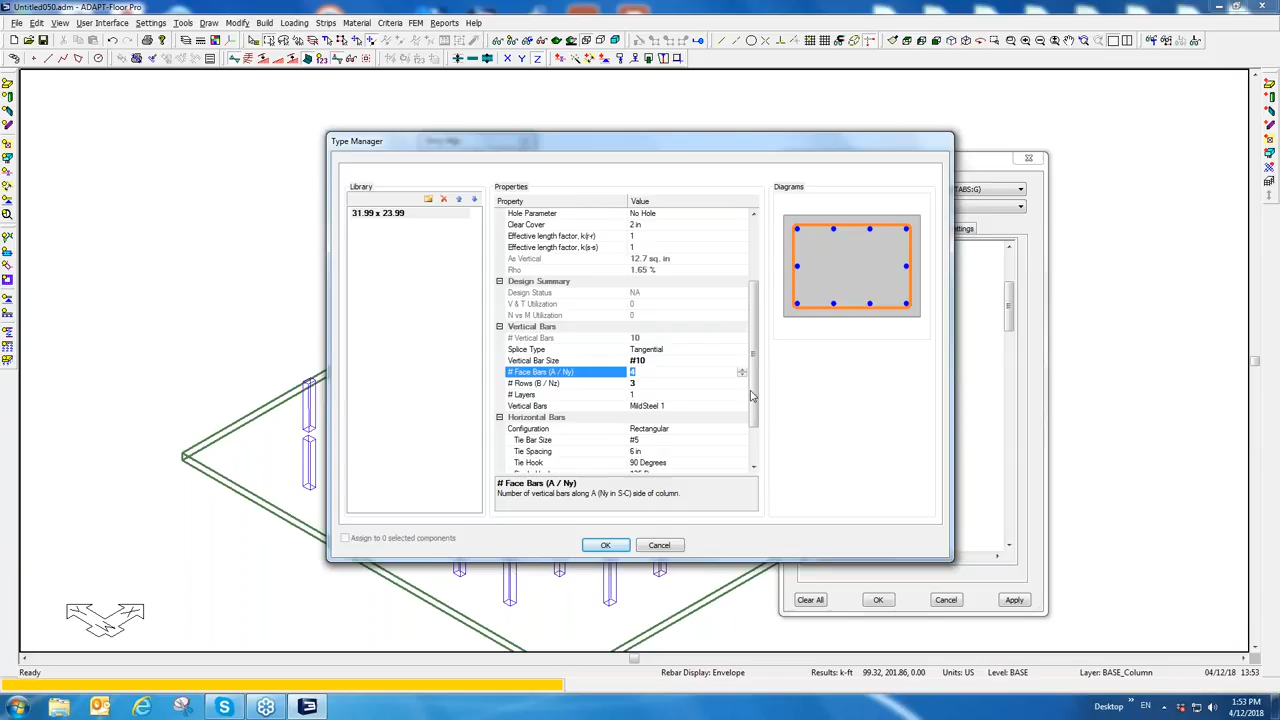 Untitled050.adm - ADAPT-Floor Pro
File Edit View User Interface Settings Tools Draw Modify Build Loading Strips Material Criteria FEM Reports Help
Type Manager
Library
31.99 x 23.99
Properties
Property Value
Hole Parameter No Hole
Clear Cover 2 in
Effective length factor, k(r-r) 1
Effective length factor, k(s-s) 1
As Vertical 12.7 sq. in
Rho 1.65 %
Design Summary
Design Status NA
V & T Utilization 0
N vs M Utilization 0
Vertical Bars
# Vertical Bars 10
Splice Type Tangential
Vertical Bar Size #10
# Face Bars (A / Ny) 4
# Rows (B / Nz) 3
# Layers 1
Vertical Bars MildSteel 1
Horizontal Bars
Configuration Rectangular
Tie Bar Size #5
Tie Spacing 6 in
Tie Hook 90 Degrees
# Face Bars (A / Ny)
Number of vertical bars along A (Ny in S-C) side of column.
Diagrams
TABS:G)
ettings
Assign to 0 selected components
OK Cancel
Clear All OK Cancel Apply
Ready Rebar Display: Envelope Results: k-ft 99.32, 201.86, 0.00 Units: US Level: BASE Layer: BASE_Column 04/12/18 13:53
Desktop EN 1:53 PM
4/12/2018